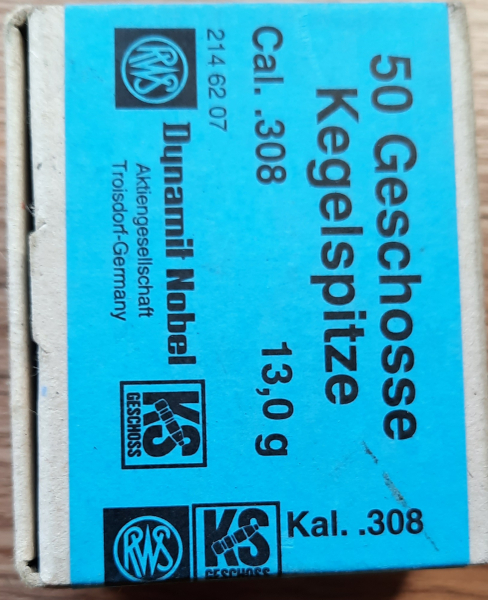 50 Geschosse
Kegelspitze
Cal. .308 13,0 g
214 62 07
RWS
Dynamit Nobel
Aktiengesellschaft
Troisdorf-Germany
KS
GESCHOSS
Kal. .308
KS
GESCHOSS
RWS